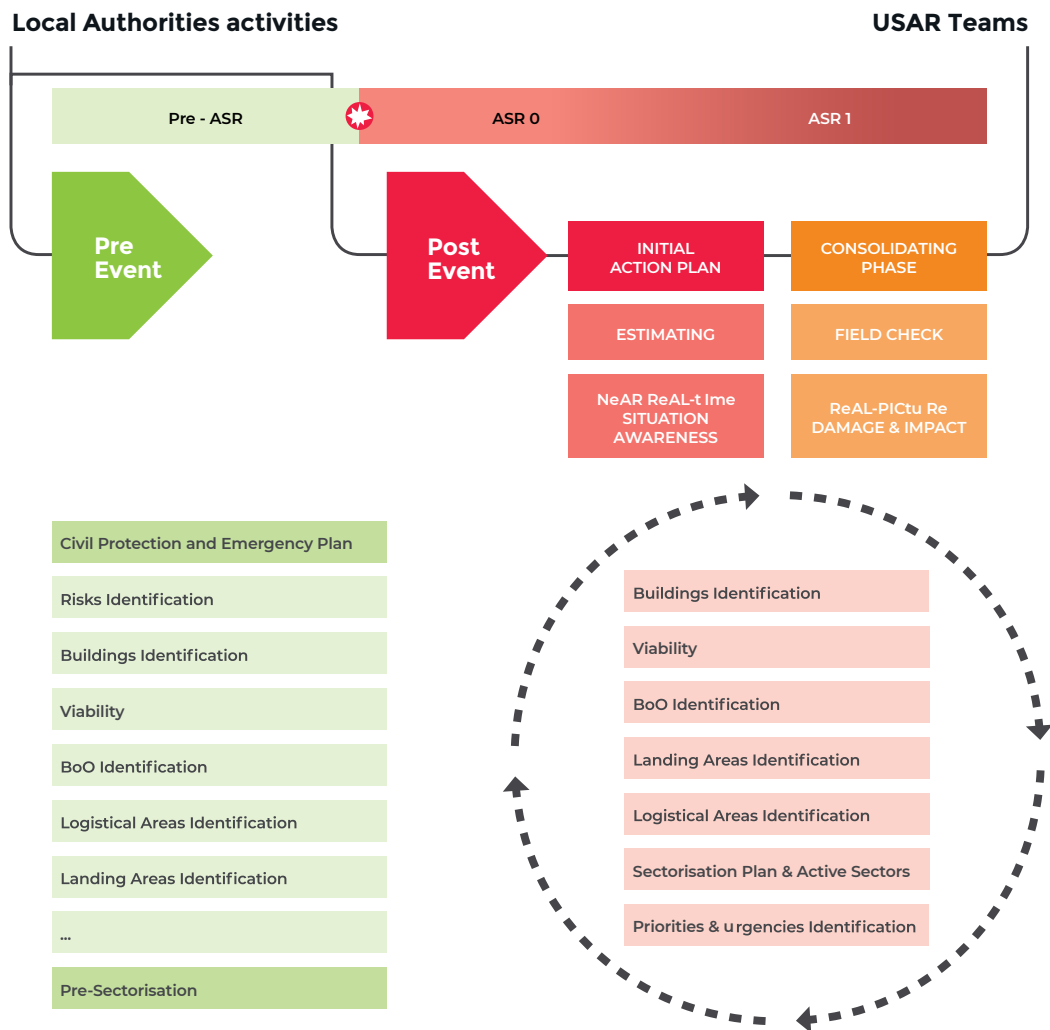 Local Authorities activities
USAR Teams
Pre - ASR
ASR 0
ASR 1
Pre
Event
Post
Event
INITIAL
ACTION PLAN
CONSOLIDATING
PHASE
ESTIMATING
FIELD CHECK
NeAR ReAL-t Ime
SITUATION
AWARENESS
ReAL-PICtu Re
DAMAGE & IMPACT
Civil Protection and Emergency Plan
Risks Identification
Buildings Identification
Viability
BoO Identification
Logistical Areas Identification
Landing Areas Identification
...
Pre-Sectorisation
Buildings Identification
Viability
BoO Identification
Landing Areas Identification
Logistical Areas Identification
Sectorisation Plan & Active Sectors
Priorities & urgencies Identification